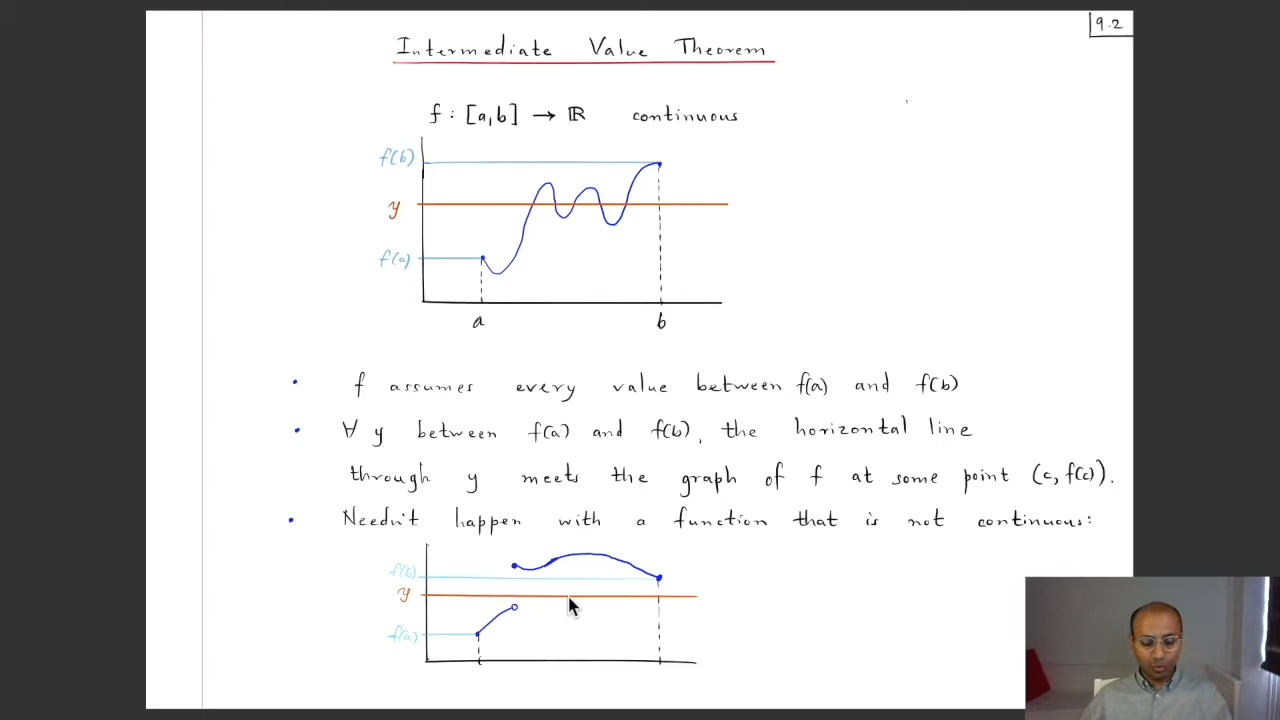 9.2
Intermediate Value Theorem
f : [a,b] → ℝ continuous
f(b)
y
f(a)
a b
• f assumes every value between f(a) and f(b)
• ∀ y between f(a) and f(b), the horizontal line
through y meets the graph of f at some point (c, f(c)).
• Needn't happen with a function that is not continuous:
f(b)
y
f(a)